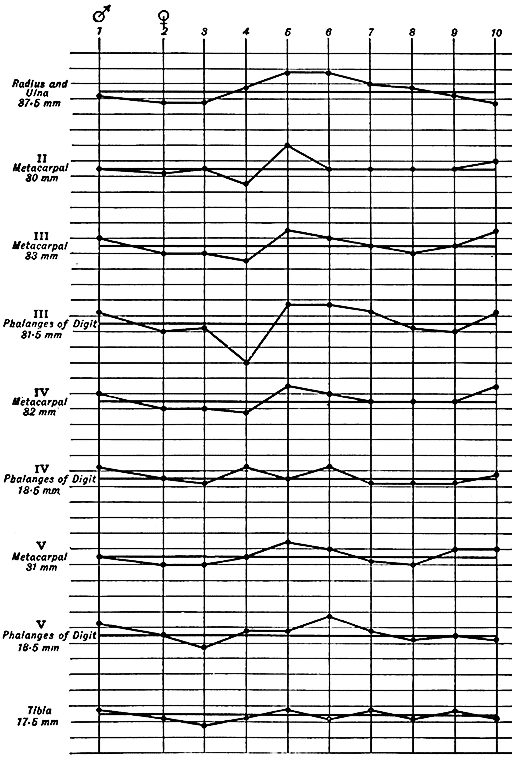 ♂ ♀
1 2 3 4 5 6 7 8 9 10
Radius and
Ulna
37·5 mm
II
Metacarpal
30 mm
III
Metacarpal
33 mm
III
Phalanges of Digit
31·5 mm
IV
Metacarpal
32 mm
IV
Phalanges of Digit
18·5 mm
V
Metacarpal
31 mm
V
Phalanges of Digit
18·5 mm
Tibia
17·5 mm